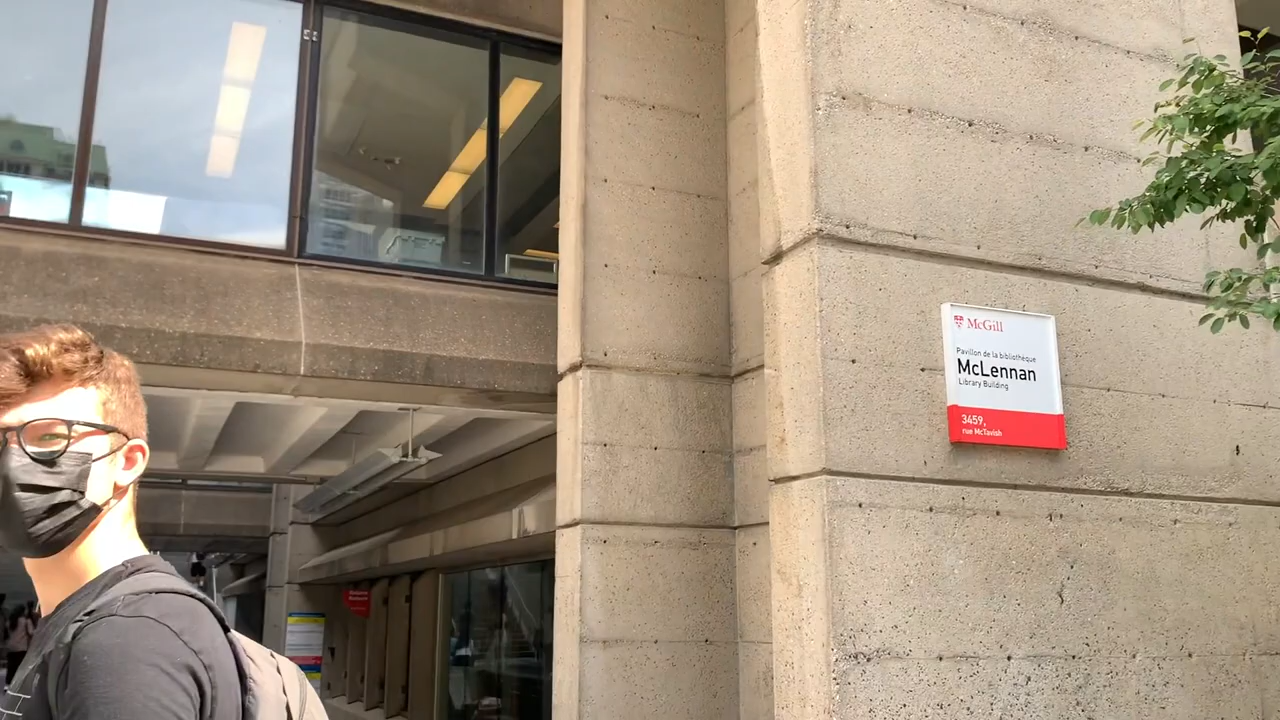 McGill
Pavillon de la bibliothèque
McLennan
Library Building
3459,
rue McTavish